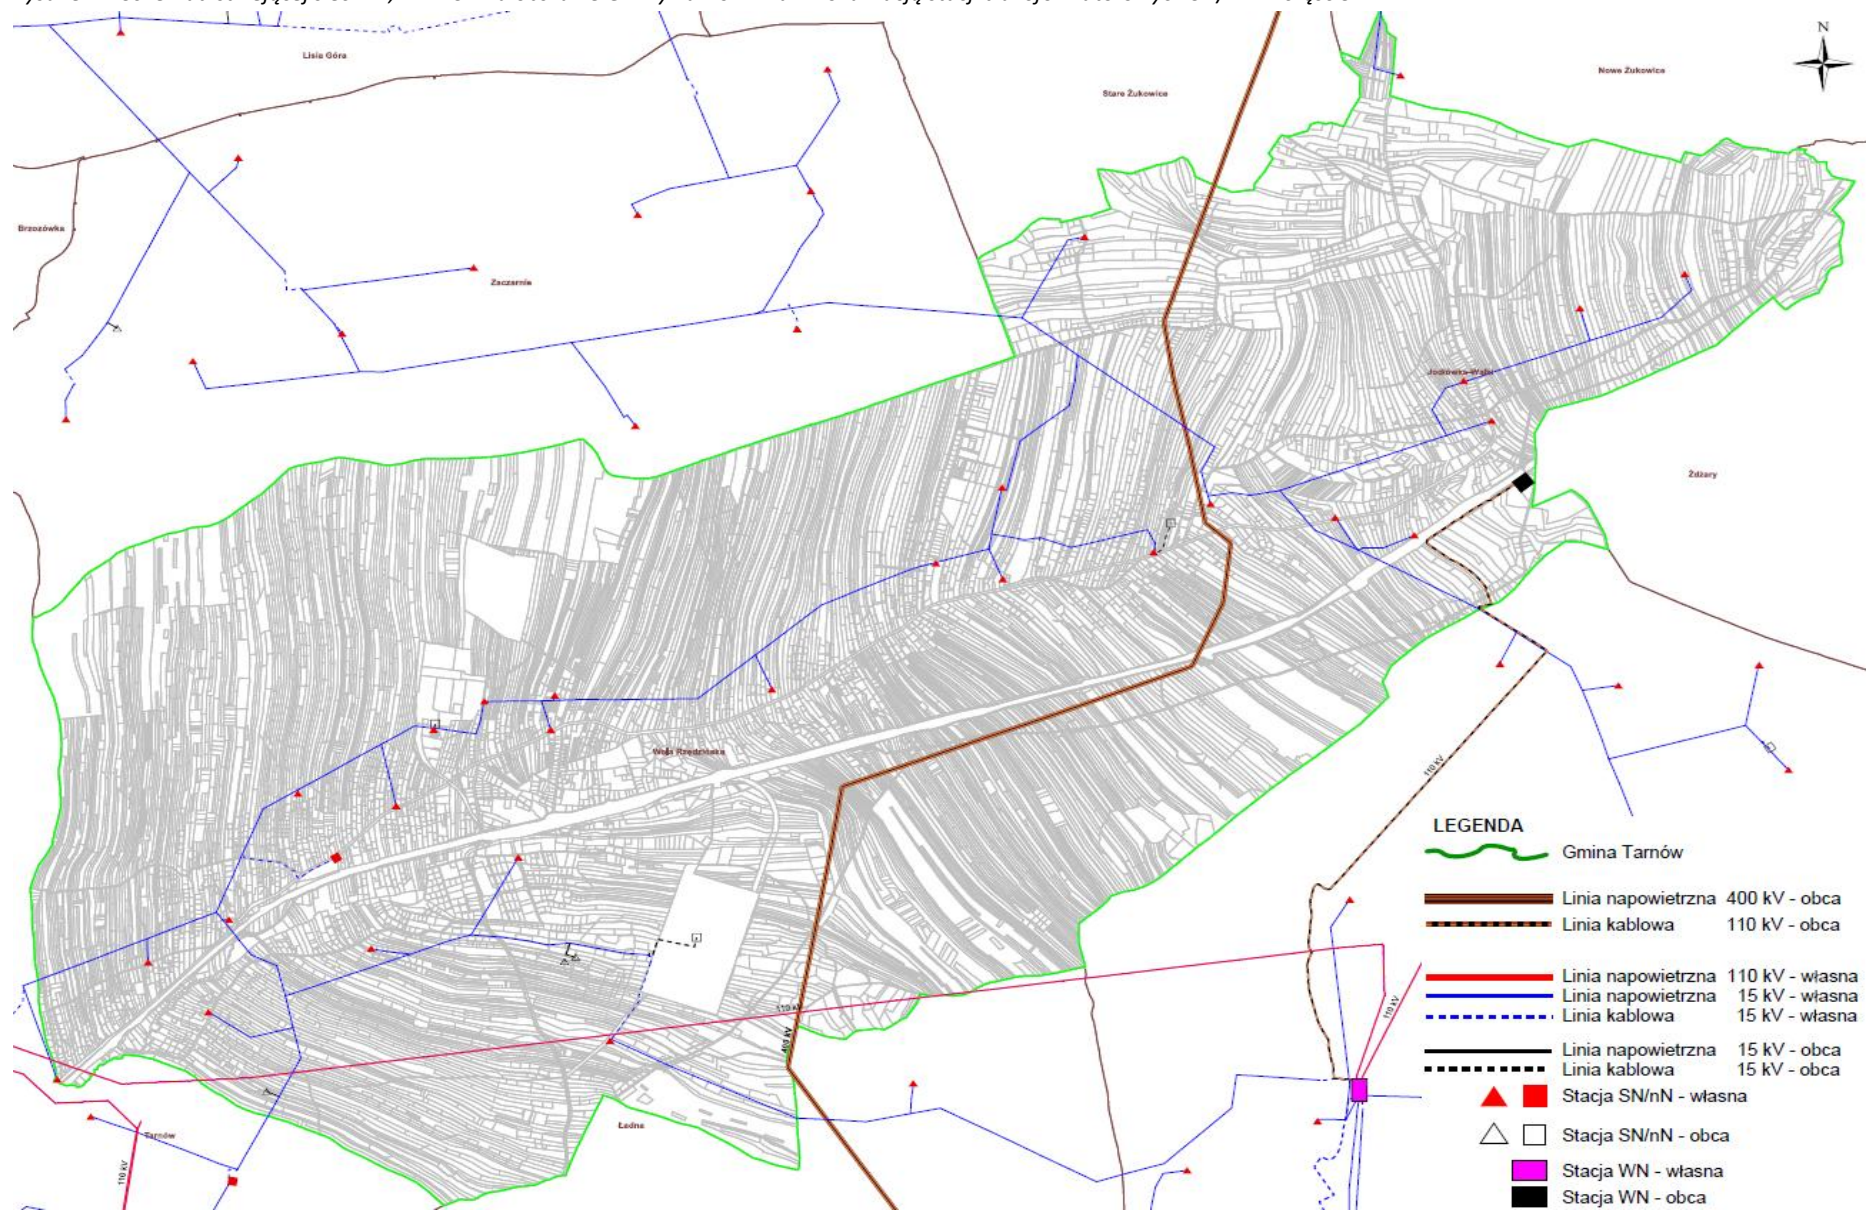 N
Lisia Góra
Nowe Żukowice
Stare Żukowice
Brzozówka
Zaczarnie
Jodłówka-Wałki
Żdżary
Wola Rzędzińska
110 kV
LEGENDA
Gmina Tarnów
Linia napowietrzna 400 kV - obca
Linia kablowa 110 kV - obca
Linia napowietrzna 110 kV - własna
Linia napowietrzna 15 kV - własna
Linia kablowa 15 kV - własna
Linia napowietrzna 15 kV - obca
Linia kablowa 15 kV - obca
Stacja SN/nN - własna
Stacja SN/nN - obca
Stacja WN - własna
Stacja WN - obca
110 kV
400 kV
110 kV
Ładna
Tarnów
110 kV